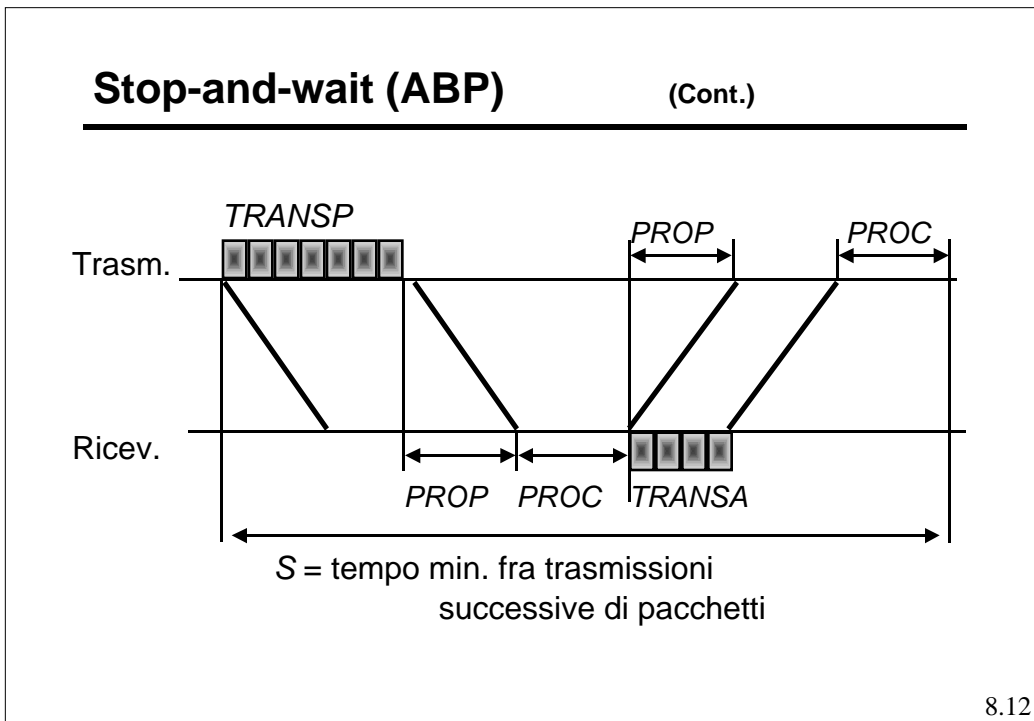 Stop-and-wait (ABP) (Cont.)
TRANSP
PROP PROC
Trasm.
Ricev.
PROP PROC TRANSA
S = tempo min. fra trasmissioni
successive di pacchetti
8.12